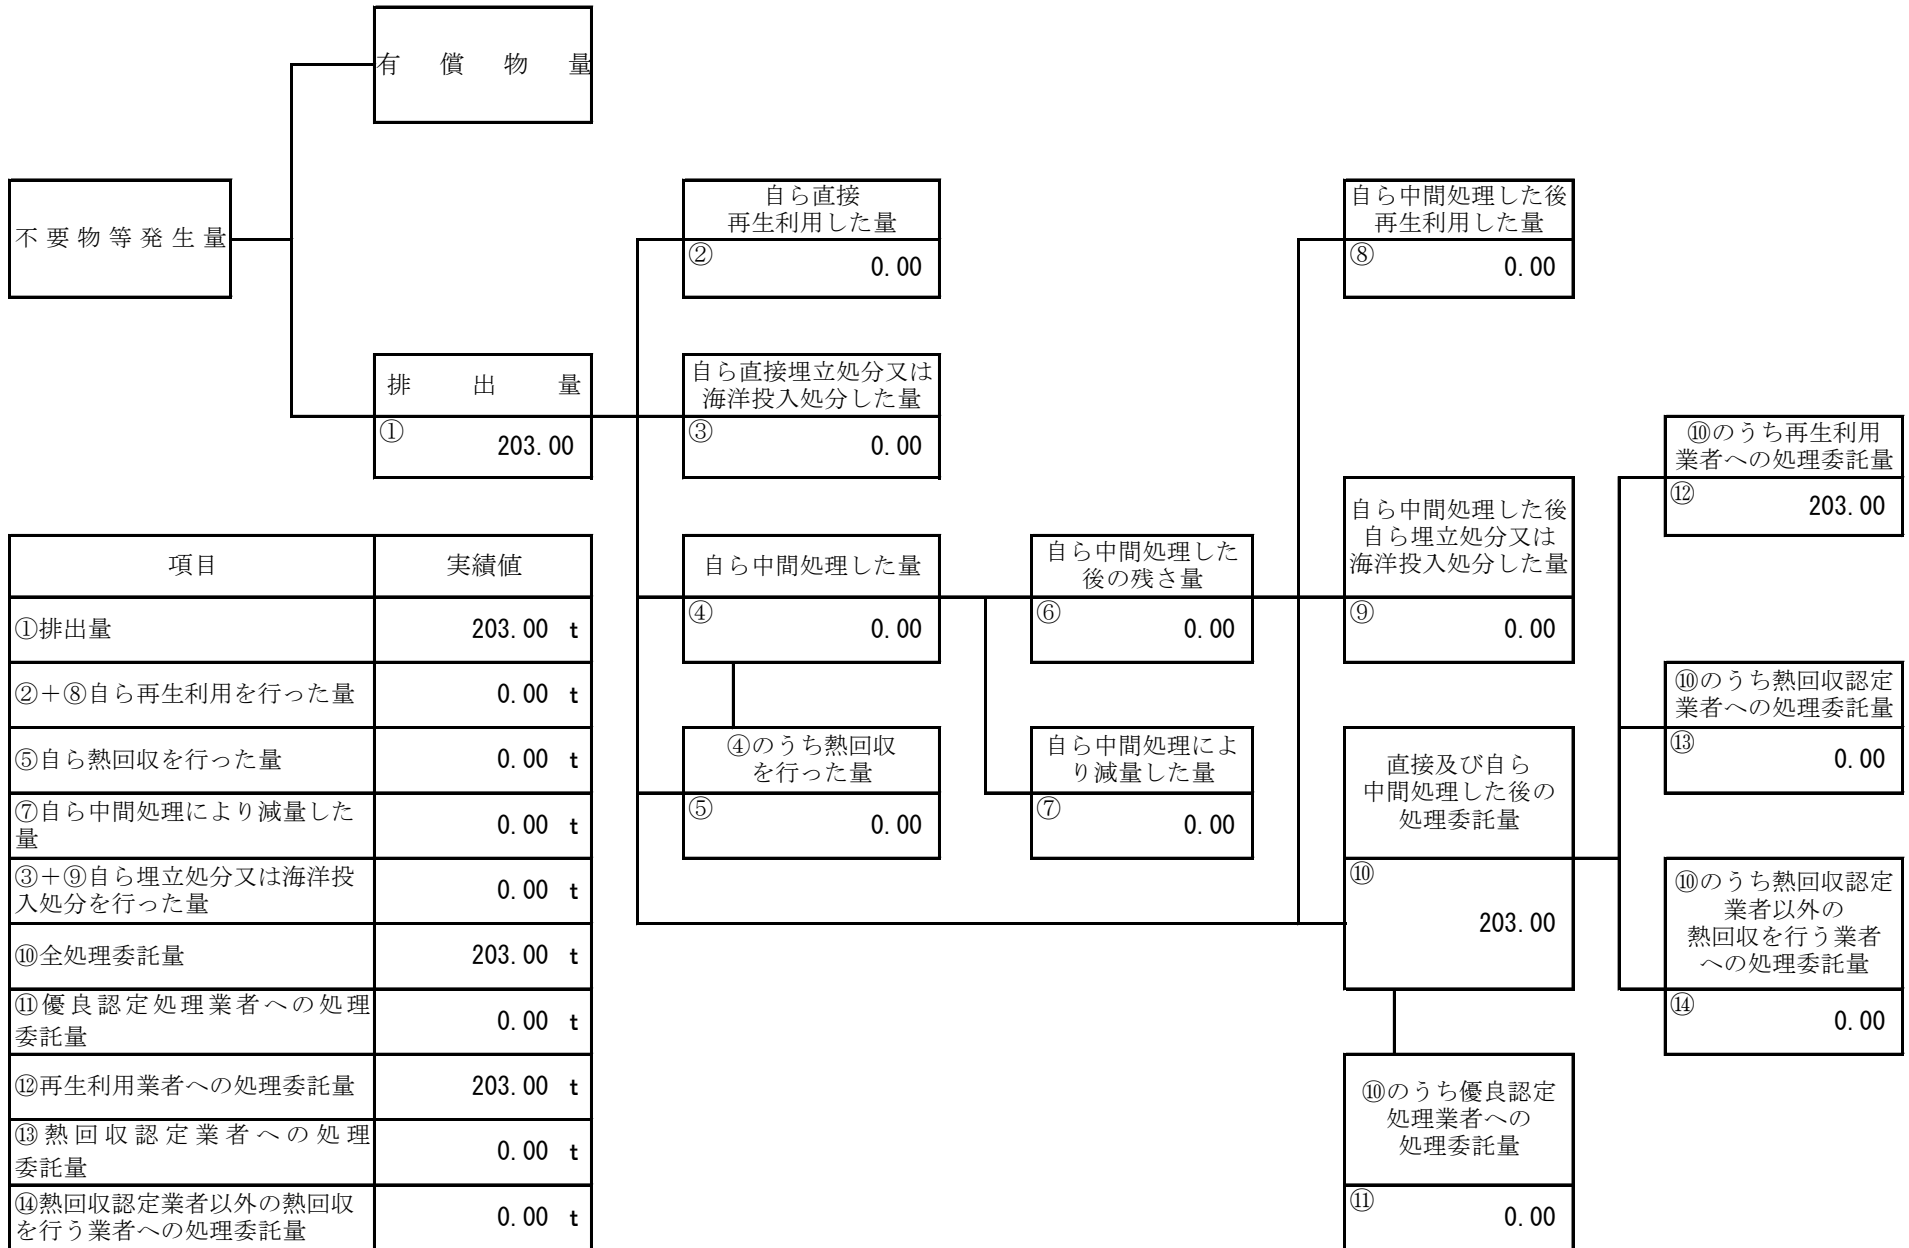 有償物量
不要物等発生量
排出量
①
203.00
自ら直接
再生利用した量
②
0.00
自ら直接埋立処分又は
海洋投入処分した量
③
0.00
自ら中間処理した量
④
0.00
④のうち熱回収
を行った量
⑤
0.00
自ら中間処理した
後の残さ量
⑥
0.00
自ら中間処理によ
り減量した量
⑦
0.00
自ら中間処理した後
再生利用した量
⑧
0.00
自ら中間処理した後
自ら埋立処分又は
海洋投入処分した量
⑨
0.00
直接及び自ら
中間処理した後の
処理委託量
⑩
203.00
⑩のうち優良認定
処理業者への
処理委託量
⑪
0.00
⑩のうち再生利用
業者への処理委託量
⑫
203.00
⑩のうち熱回収認定
業者への処理委託量
⑬
0.00
⑩のうち熱回収認定
業者以外の
熱回収を行う業者
への処理委託量
⑭
0.00
項目 実績値
①排出量 203.00 t
②+⑧自ら再生利用を行った量 0.00 t
⑤自ら熱回収を行った量 0.00 t
⑦自ら中間処理により減量した
量 0.00 t
③+⑨自ら埋立処分又は海洋投
入処分を行った量 0.00 t
⑩全処理委託量 203.00 t
⑪優良認定処理業者への処理
委託量 0.00 t
⑫再生利用業者への処理委託量 203.00 t
⑬熱回収認定業者への処理
委託量 0.00 t
⑭熱回収認定業者以外の熱回収
を行う業者への処理委託量 0.00 t